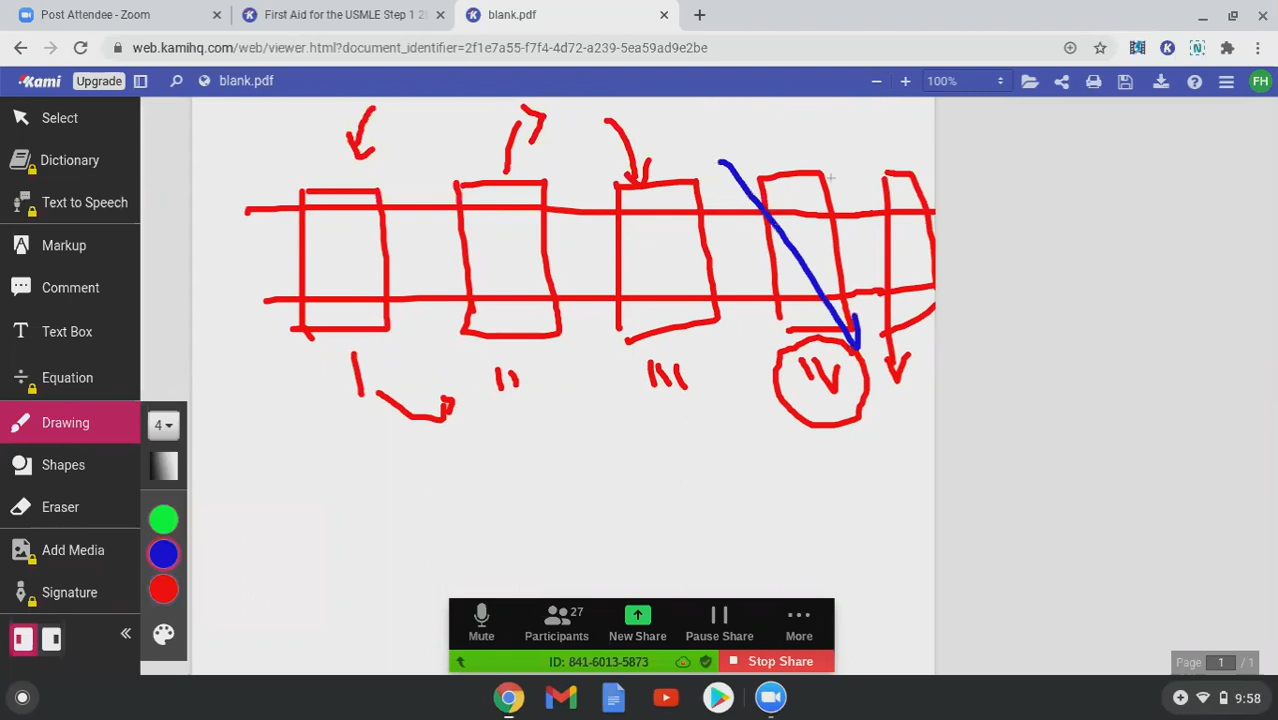 Post Attendee - Zoom
First Aid for the USMLE Step 1 2
blank.pdf
web.kamihq.com/web/viewer.html?document_identifier=2f1e7a55-f7f4-4d72-a239-5ea59ad9e2be
Kami
Upgrade
blank.pdf
100%
FH
Select
Dictionary
Text to Speech
Markup
Comment
Text Box
Equation
Drawing
4
Shapes
Eraser
Add Media
Signature
I
II
III
IV
27
Mute
Participants
New Share
Pause Share
More
ID: 841-6013-5873
Stop Share
Page 1 / 1
9:58